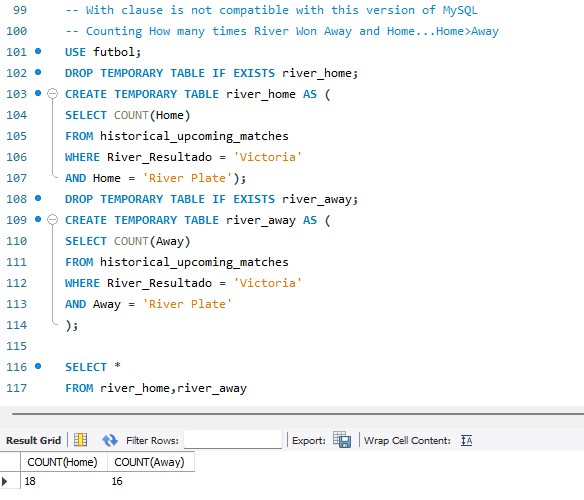 99 -- With clause is not compatible with this version of MySQL
100 -- Counting How many times River Won Away and Home...Home>Away
101 USE futbol;
102 DROP TEMPORARY TABLE IF EXISTS river_home;
103 CREATE TEMPORARY TABLE river_home AS (
104 SELECT COUNT(Home)
105 FROM historical_upcoming_matches
106 WHERE River_Resultado = 'Victoria'
107 AND Home = 'River Plate');
108 DROP TEMPORARY TABLE IF EXISTS river_away;
109 CREATE TEMPORARY TABLE river_away AS (
110 SELECT COUNT(Away)
111 FROM historical_upcoming_matches
112 WHERE River_Resultado = 'Victoria'
113 AND Away = 'River Plate'
114 );
115
116 SELECT *
117 FROM river_home,river_away
Result Grid Filter Rows: Export: Wrap Cell Content: IA
COUNT(Home) COUNT(Away)
18 16